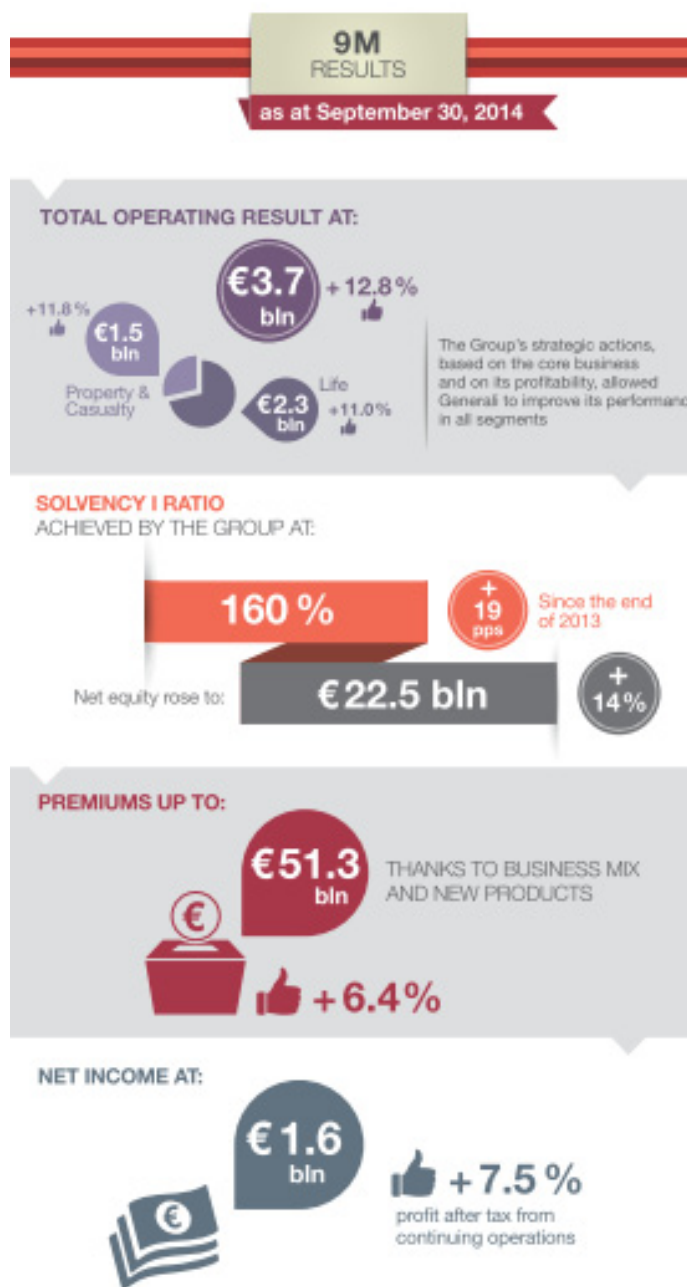 9M
RESULTS
as at September 30, 2014
TOTAL OPERATING RESULT AT:
€3.7
bln
+12.8%
+11.8%
€1.5
bln
Property &
Casualty
Life
€2.3
bln
+11.0%
The Group's strategic actions,
based on the core business
and on its profitability, allowed
Generali to improve its performanc
in all segments
SOLVENCY I RATIO
ACHIEVED BY THE GROUP AT:
160 %
+
19
pps
Since the end
of 2013
Net equity rose to:
€22.5 bln
+
14%
PREMIUMS UP TO:
€51.3
bln
THANKS TO BUSINESS MIX
AND NEW PRODUCTS
€
+6.4%
NET INCOME AT:
€1.6
bln
€
+7.5 %
profit after tax from
continuing operations